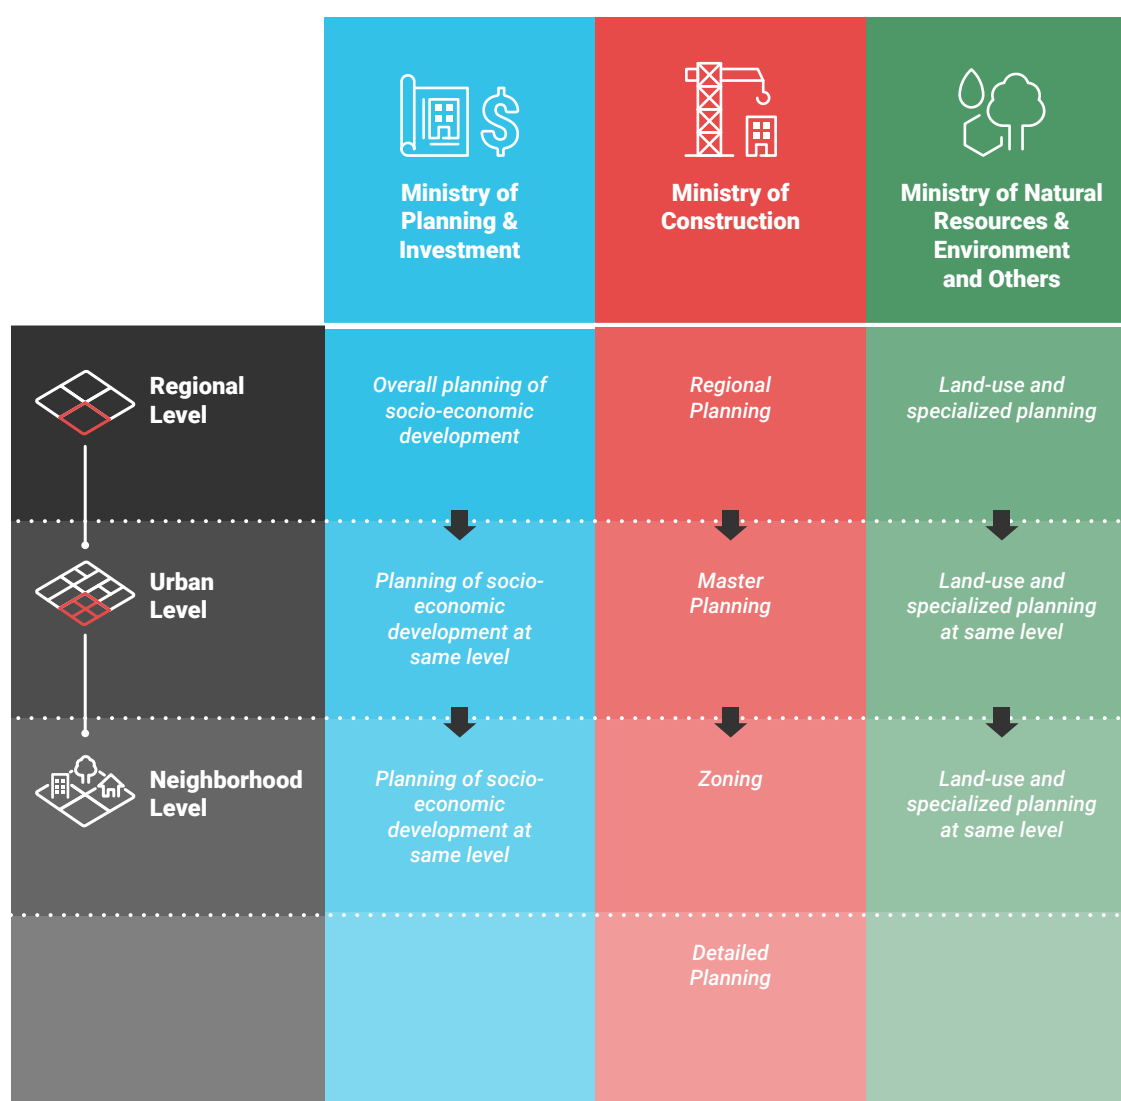 Ministry of
Planning &
Investment
Ministry of
Construction
Ministry of Natural
Resources &
Environment
and Others
Regional
Level
Overall planning of
socio-economic
development
Regional
Planning
Land-use and
specialized planning
Urban
Level
Planning of socio-
economic
development at
same level
Master
Planning
Land-use and
specialized planning
at same level
Neighborhood
Level
Planning of socio-
economic
development at
same level
Zoning
Land-use and
specialized planning
at same level
Detailed
Planning